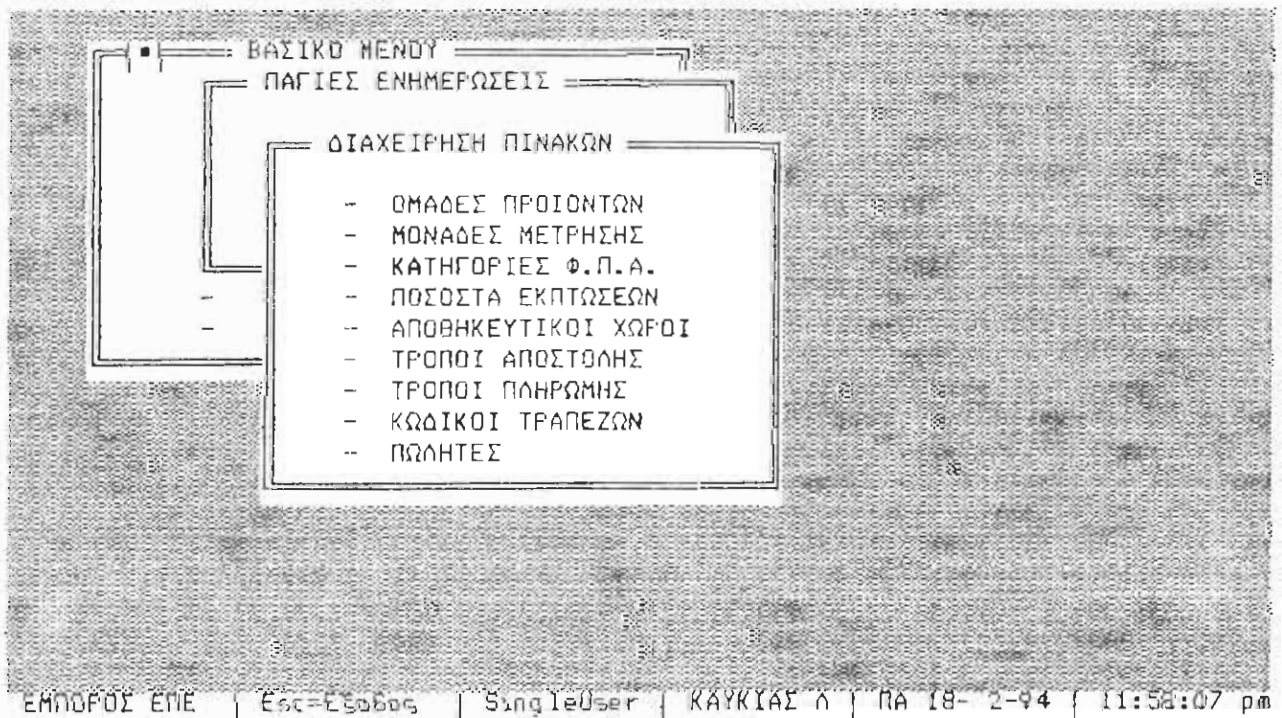 ΒΑΣΙΚΟ ΜΕΝΟΥ
ΠΑΓΙΕΣ ΕΝΗΜΕΡΩΣΕΙΣ
ΔΙΑΧΕΙΡΗΣΗ ΠΙΝΑΚΩΝ
- ΟΜΑΔΕΣ ΠΡΟΙΟΝΤΩΝ
- ΜΟΝΑΔΕΣ ΜΕΤΡΗΣΗΣ
- ΚΑΤΗΓΟΡΙΕΣ Φ.Π.Α.
- ΠΟΣΟΣΤΑ ΕΚΠΤΩΣΕΩΝ
- ΑΠΟΘΗΚΕΥΤΙΚΟΙ ΧΩΡΟΙ
- ΤΡΟΠΟΙ ΑΠΟΣΤΟΛΗΣ
- ΤΡΟΠΟΙ ΠΛΗΡΩΜΗΣ
- ΚΩΔΙΚΟΙ ΤΡΑΠΕΖΩΝ
- ΠΩΛΗΤΕΣ
ΕΜΠΟΡΟΣ ΕΠΕ | Esc=Εξοδος | SingleUser | ΚΑΥΚΙΑΣ Λ | ΠΑ 18- 2-94 | 11:58:07 pm